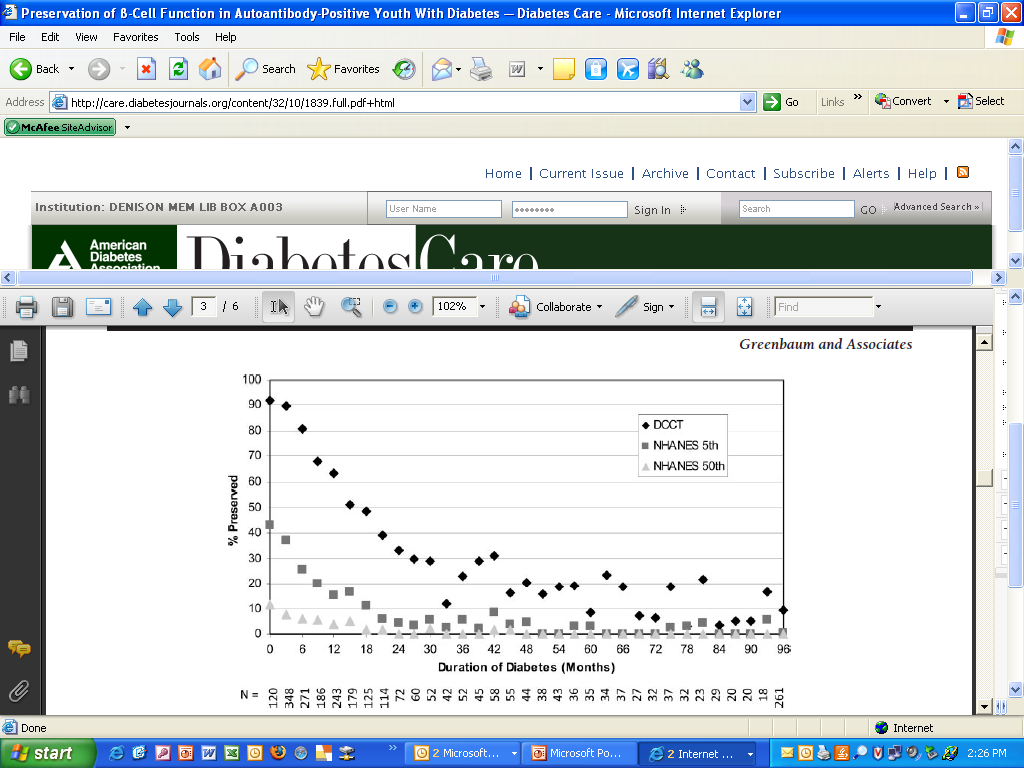 Preservation of ß-Cell Function in Autoantibody-Positive Youth With Diabetes — Diabetes Care - Microsoft Internet Explorer
File Edit View Favorites Tools Help
Back Search Favorites
Address http://care.diabetesjournals.org/content/32/10/1839.full.pdf+html Go Links » Convert Select
McAfee SiteAdvisor
Home | Current Issue | Archive | Contact | Subscribe | Alerts | Help |
Institution: DENISON MEM LIB BOX A003 User Name •••••••• Sign In Search GO Advanced Search »
American
Diabetes
Association
Diabetes Care
3 / 6 102% Collaborate Sign Find
Greenbaum and Associates
100
90
80
70
60
50
40
30
20
10
0
% Preserved
DCCT
NHANES 5th
NHANES 50th
0 6 12 18 24 30 36 42 48 54 60 66 72 78 84 90 96
Duration of Diabetes (Months)
N = 120 348 271 186 243 179 125 114 72 60 52 42 52 45 58 55 44 38 43 36 35 34 37 27 32 37 32 23 29 20 20 18 261
Done Internet
start » 2 Microsoft... Microsoft Po... 2 Internet ... 2:26 PM